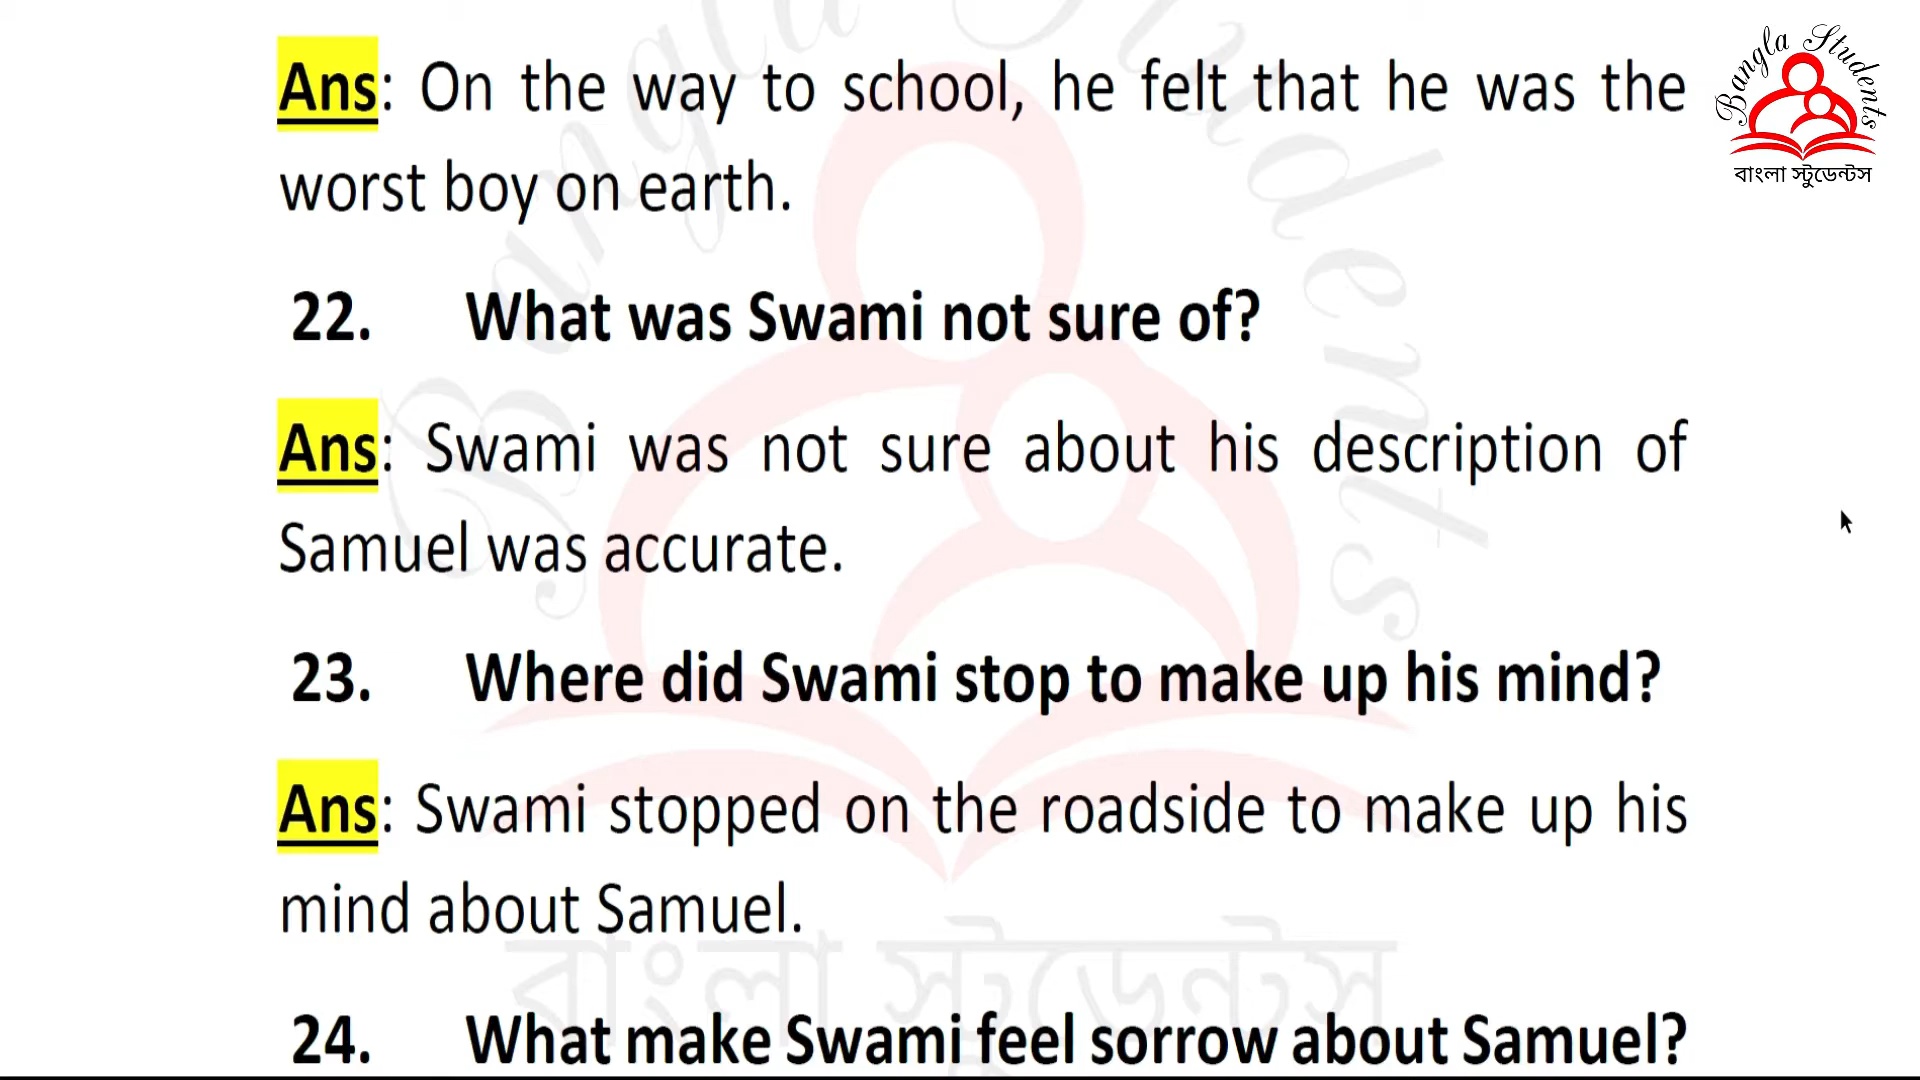 Ans: On the way to school, he felt that he was the
worst boy on earth.
22. What was Swami not sure of?
Ans: Swami was not sure about his description of
Samuel was accurate.
23. Where did Swami stop to make up his mind?
Ans: Swami stopped on the roadside to make up his
mind about Samuel.
24. What make Swami feel sorrow about Samuel?
Bangla Students
বাংলা স্টুডেন্টস
Bangla Students
বাংলা স্টুডেন্টস